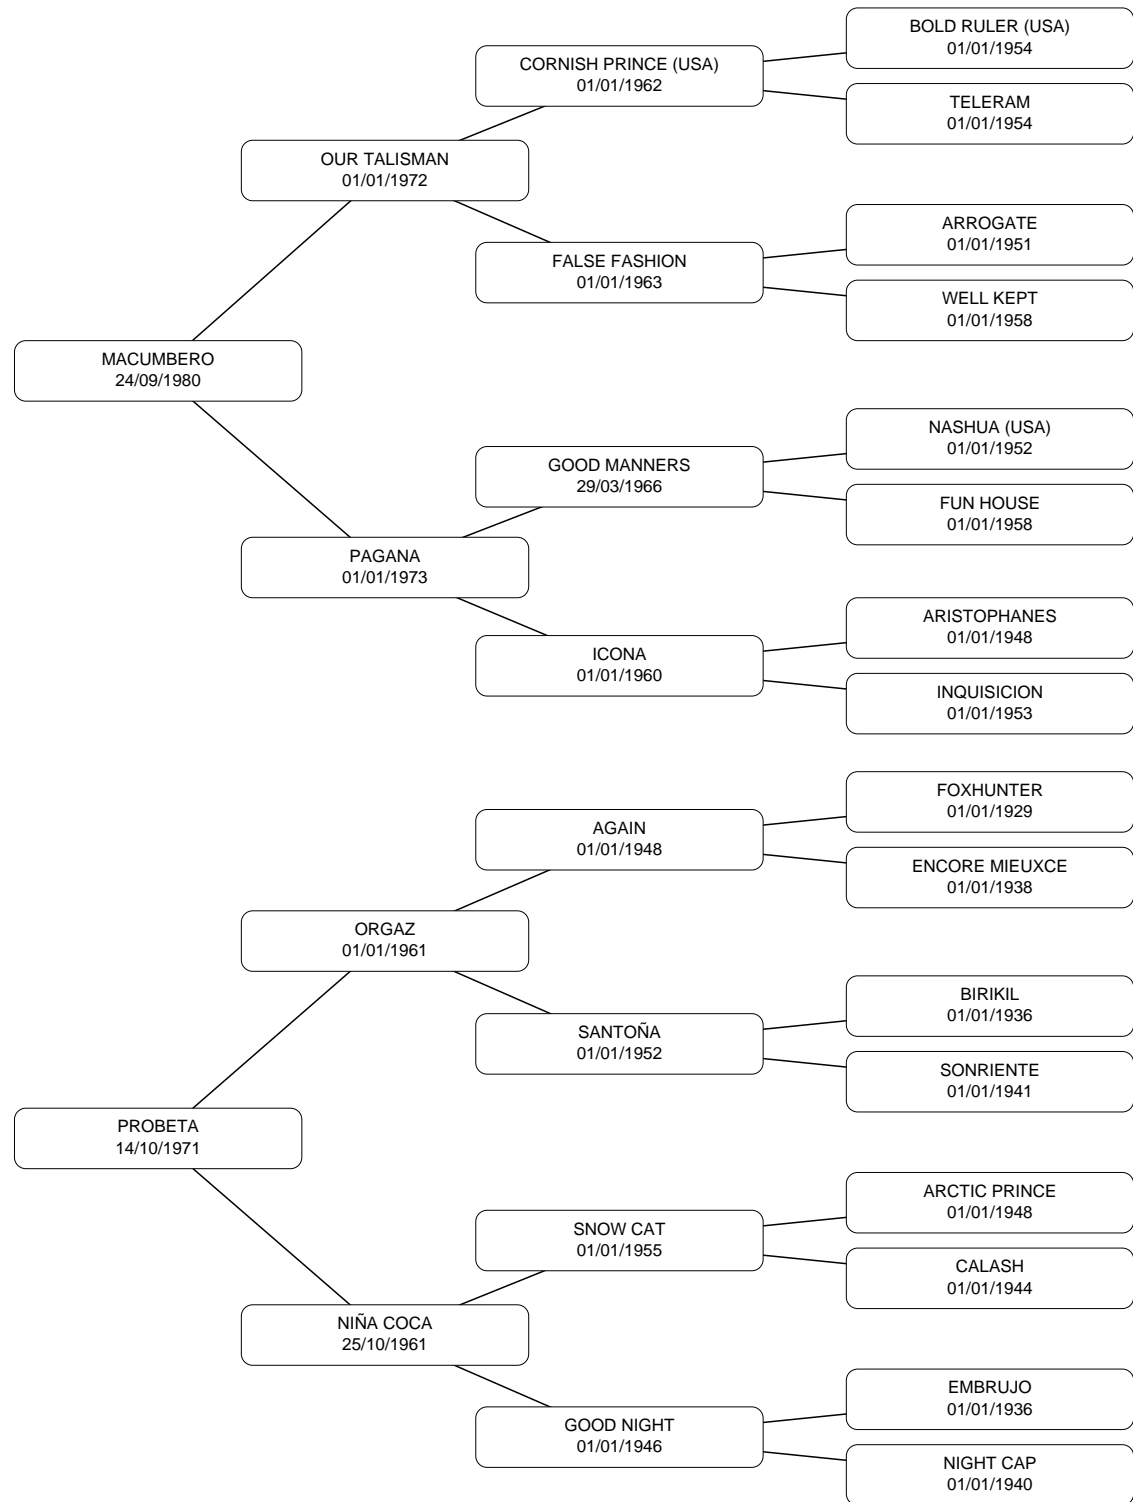 BOLD RULER (USA)
01/01/1954
CORNISH PRINCE (USA)
01/01/1962
TELERAM
01/01/1954
OUR TALISMAN
01/01/1972
ARROGATE
01/01/1951
FALSE FASHION
01/01/1963
WELL KEPT
01/01/1958
MACUMBERO
24/09/1980
NASHUA (USA)
01/01/1952
GOOD MANNERS
29/03/1966
FUN HOUSE
01/01/1958
PAGANA
01/01/1973
ARISTOPHANES
01/01/1948
ICONA
01/01/1960
INQUISICION
01/01/1953
FOXHUNTER
01/01/1929
AGAIN
01/01/1948
ENCORE MIEUXCE
01/01/1938
ORGAZ
01/01/1961
BIRIKIL
01/01/1936
SANTOÑA
01/01/1952
SONRIENTE
01/01/1941
PROBETA
14/10/1971
ARCTIC PRINCE
01/01/1948
SNOW CAT
01/01/1955
CALASH
01/01/1944
NIÑA COCA
25/10/1961
EMBRUJO
01/01/1936
GOOD NIGHT
01/01/1946
NIGHT CAP
01/01/1940